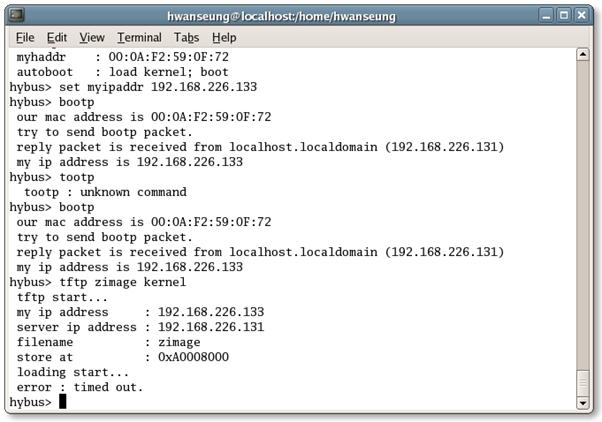 hwanseung@localhost:/home/hwanseung
File Edit View Terminal Tabs Help
myhaddr : 00:0A:F2:59:0F:72
autoboot : load kernel; boot
hybus> set myipaddr 192.168.226.133
hybus> bootp
our mac address is 00:0A:F2:59:0F:72
try to send bootp packet.
reply packet is received from localhost.localdomain (192.168.226.131)
my ip address is 192.168.226.133
hybus> tootp
tootp : unknown command
hybus> bootp
our mac address is 00:0A:F2:59:0F:72
try to send bootp packet.
reply packet is received from localhost.localdomain (192.168.226.131)
my ip address is 192.168.226.133
hybus> tftp zimage kernel
tftp start...
my ip address : 192.168.226.133
server ip address : 192.168.226.131
filename : zimage
store at : 0xA0008000
loading start...
error : timed out.
hybus>